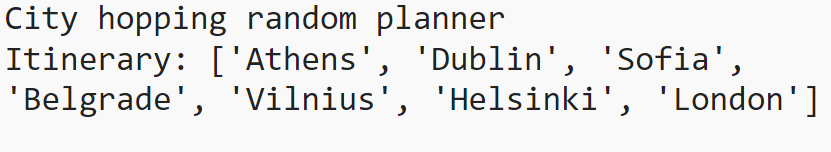 City hopping random planner
Itinerary: ['Athens', 'Dublin', 'Sofia',
'Belgrade', 'Vilnius', 'Helsinki', 'London']